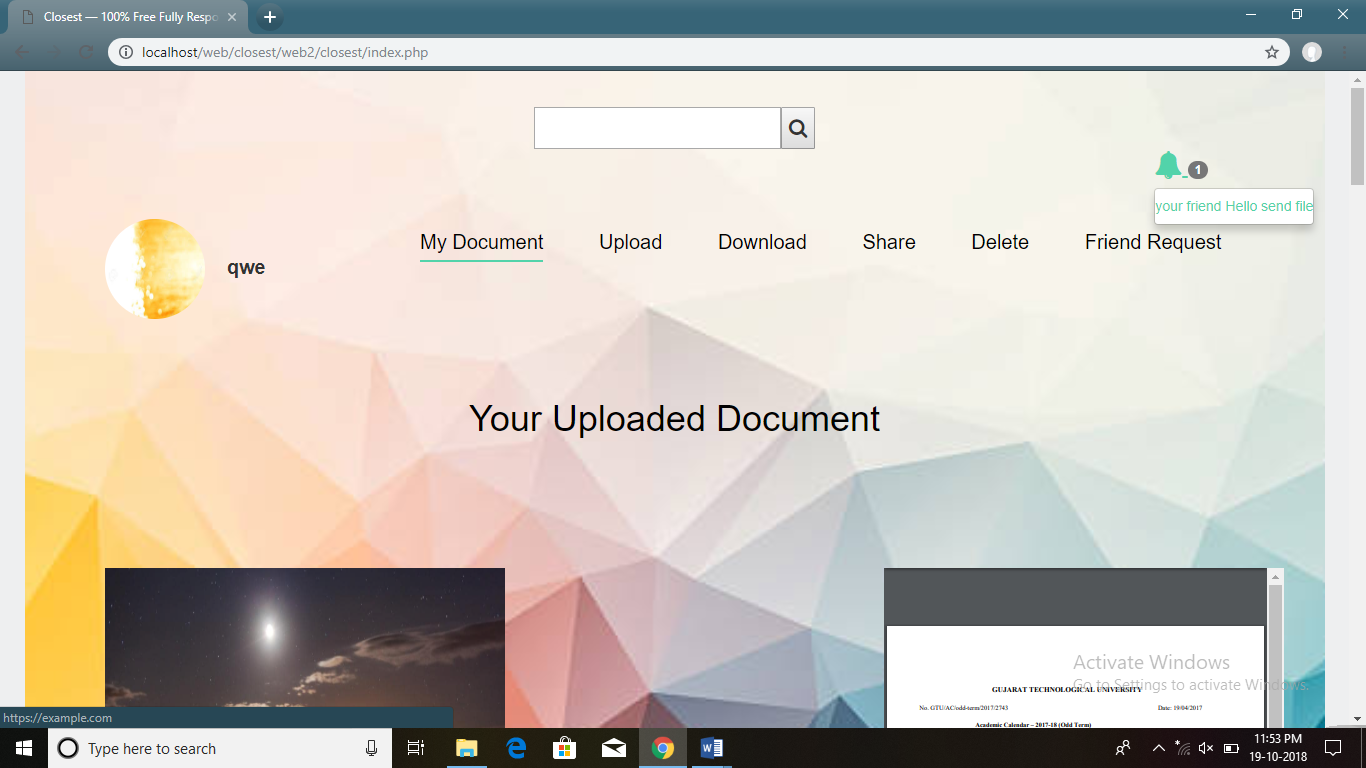 Closest — 100% Free Fully Respo
localhost/web/closest/web2/closest/index.php
1
your friend Hello send file
qwe
My Document Upload Download Share Delete Friend Request
Your Uploaded Document
GUJARAT TECHNOLOGICAL UNIVERSITY
No. GTU/AC/odd-term/2017/2743 Date: 19/04/2017
Academic Calendar – 2017-18 (Odd Term)
Activate Windows
Go to Settings to activate Windows.
https://example.com
Type here to search
11:53 PM
19-10-2018